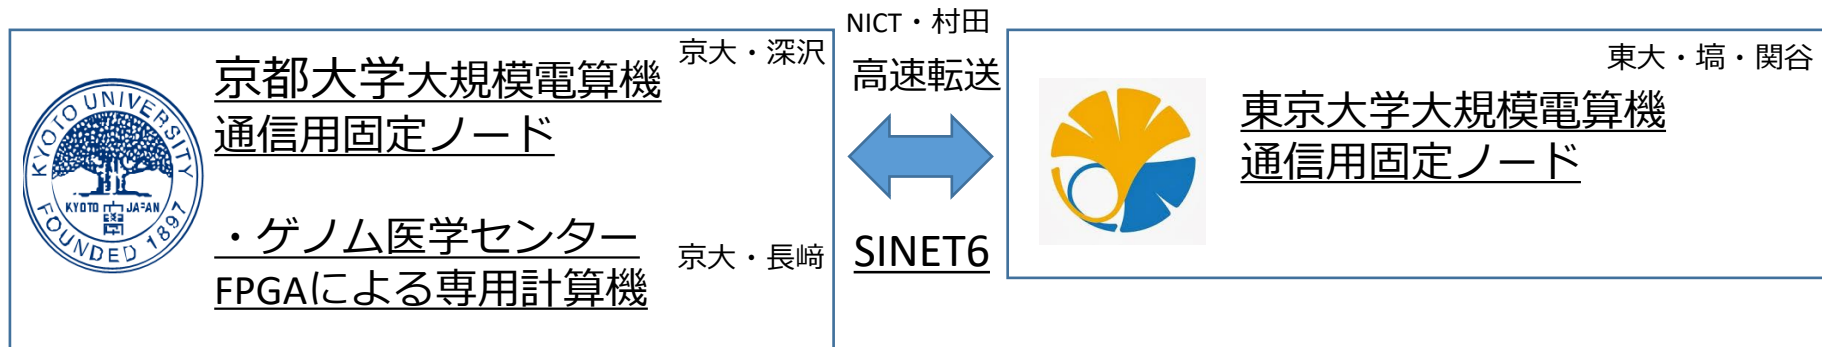 京大・深沢
京都大学大規模電算機
通信用固定ノード
・ゲノム医学センター
京大・長﨑
FPGAによる専用計算機
KYOTO UNIVERSITY
FOUNDED 1897
KYOTO JAPAN
NICT・村田
高速転送
SINET6
東大・塙・関谷
東京大学大規模電算機
通信用固定ノード